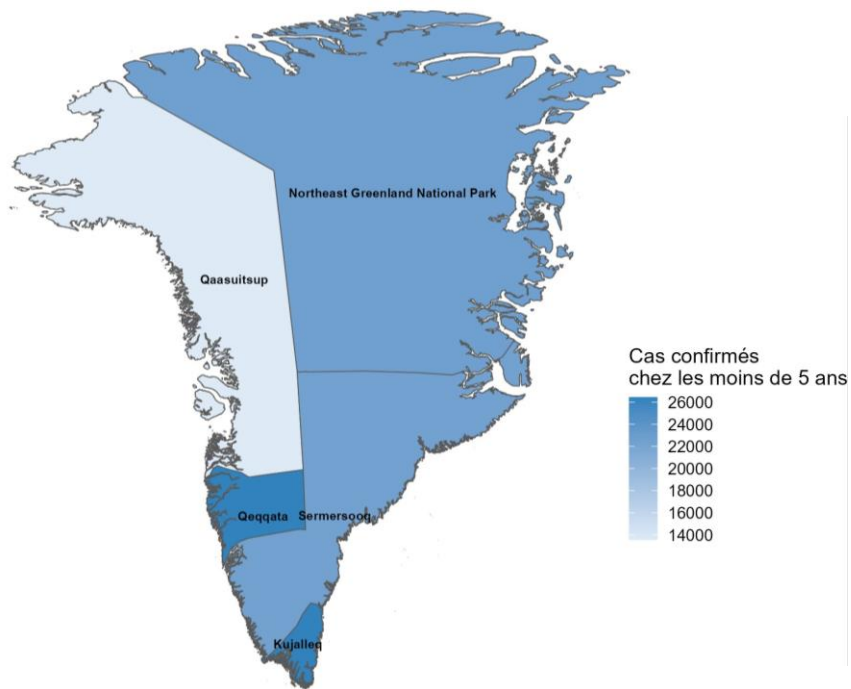 Northeast Greenland National Park
Qaasuitsup
Cas confirmés
chez les moins de 5 ans
26000
24000
22000
20000
18000
16000
14000
Qeqqata
Sermersooq
Kujalleq